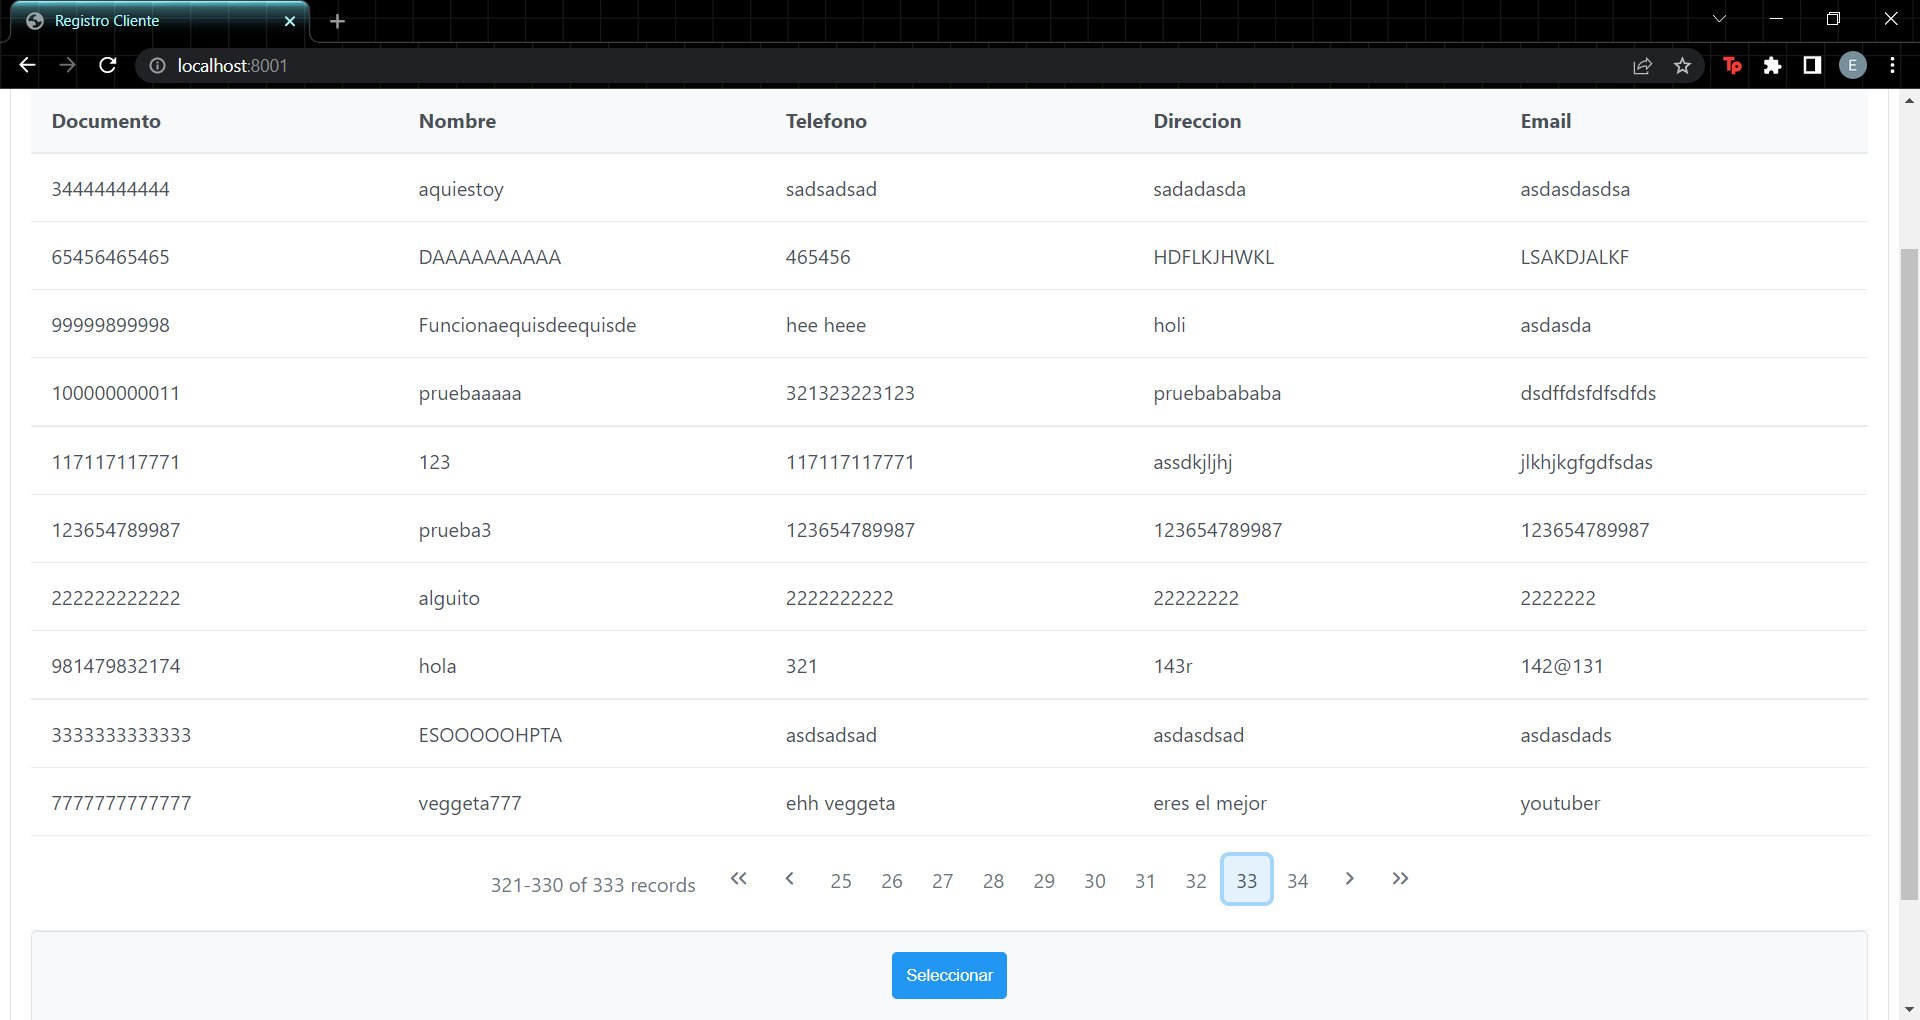 Registro Cliente
localhost:8001
Tp
E
Documento Nombre Telefono Direccion Email
34444444444 aquiestoy sadsadsad sadadasda asdasdasdsa
65456465465 DAAAAAAAAAA 465456 HDFLKJHWKL LSAKDJALKF
99999899998 Funcionaequisdeequisde hee heee holi asdasda
100000000011 pruebaaaaa 321323223123 pruebabababa dsdffdsfdfsdfds
117117117771 123 117117117771 assdkjljhj jlkhjkgfgdfsdas
123654789987 prueba3 123654789987 123654789987 123654789987
222222222222 alguito 2222222222 22222222 2222222
981479832174 hola 321 143r 142@131
3333333333333 ESOOOOOHPTA asdsadsad asdasdsad asdasdads
7777777777777 veggeta777 ehh veggeta eres el mejor youtuber
321-330 of 333 records « ‹ 25 26 27 28 29 30 31 32 33 34 › »
Seleccionar